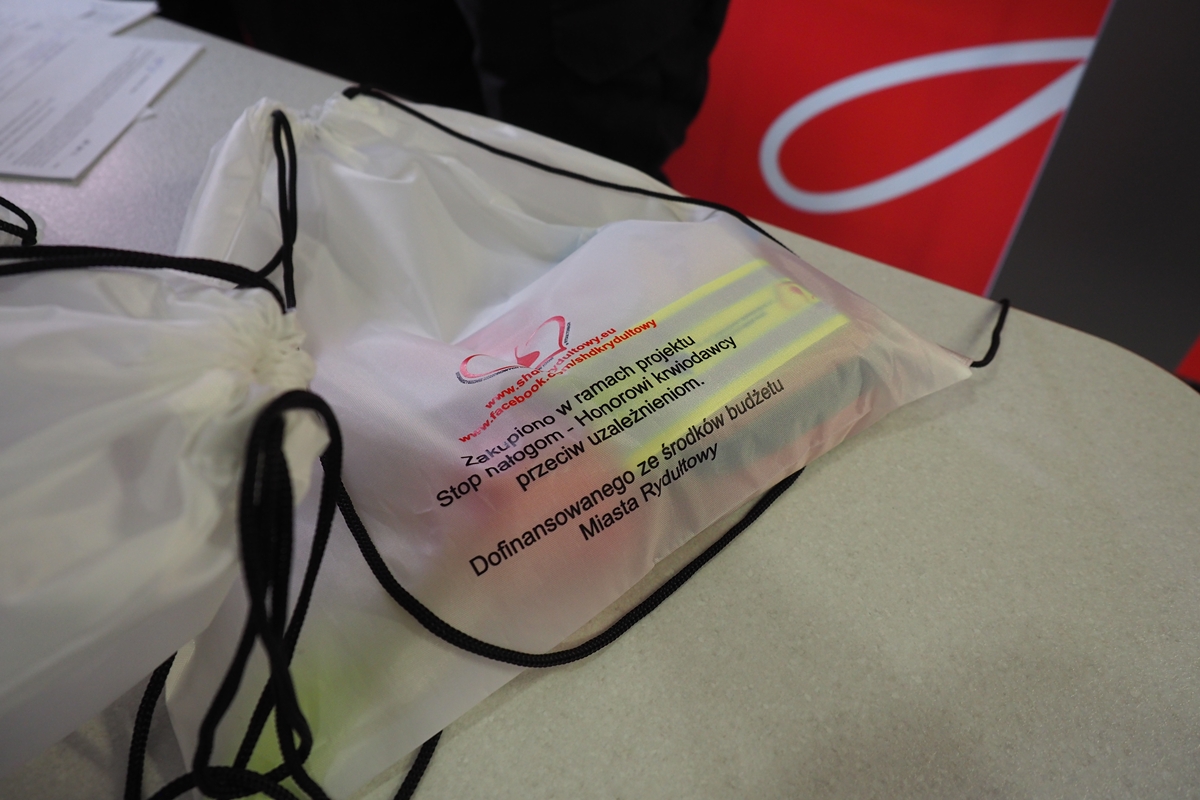 www.shdkrydultowy.eu
www.facebook.com/shdkrydultowy
Zakupiono w ramach projektu
Stop nałogom - Honorowi krwiodawcy
przeciw uzależnieniom.
Dofinansowanego ze środków budżetu
Miasta Rydułtowy